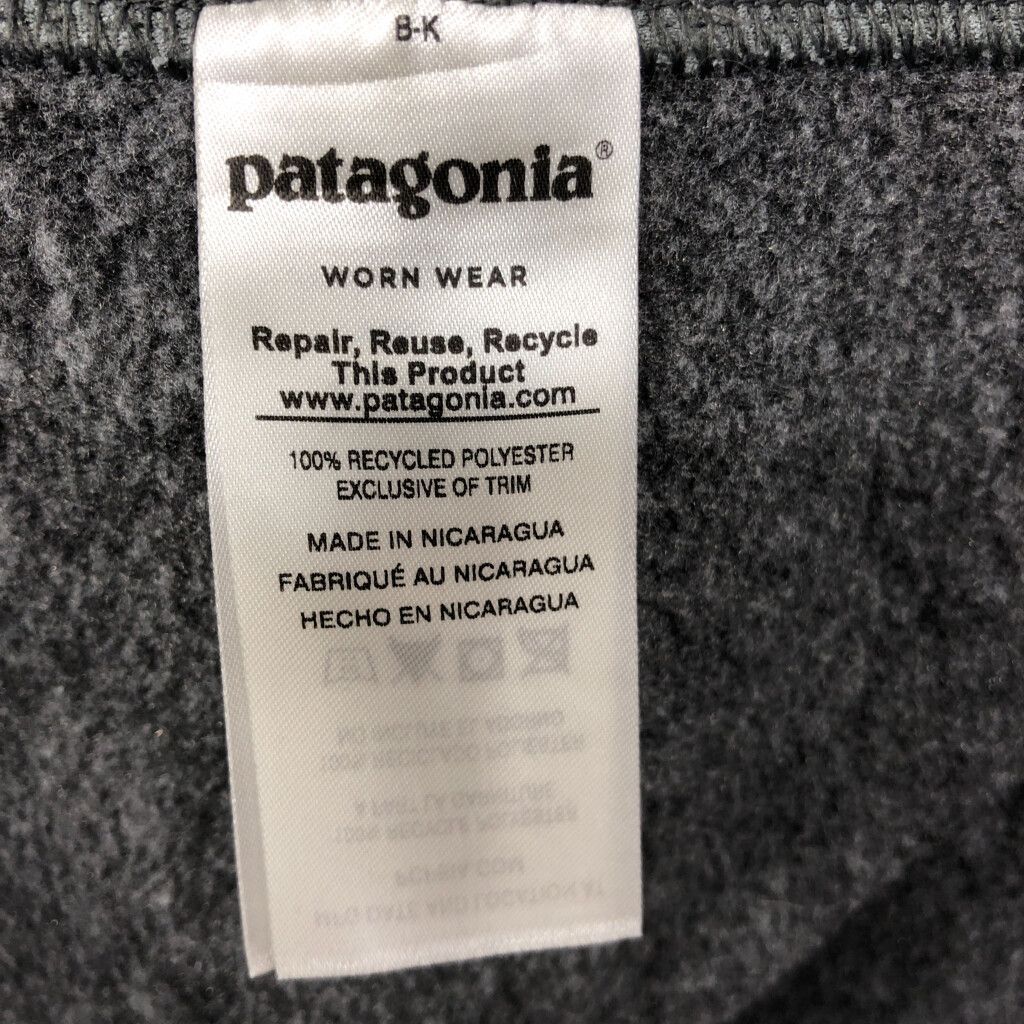 B-K
patagonia®
WORN WEAR
Repair, Reuse, Recycle
This Product
www.patagonia.com
100% RECYCLED POLYESTER
EXCLUSIVE OF TRIM
MADE IN NICARAGUA
FABRIQUÉ AU NICARAGUA
HECHO EN NICARAGUA